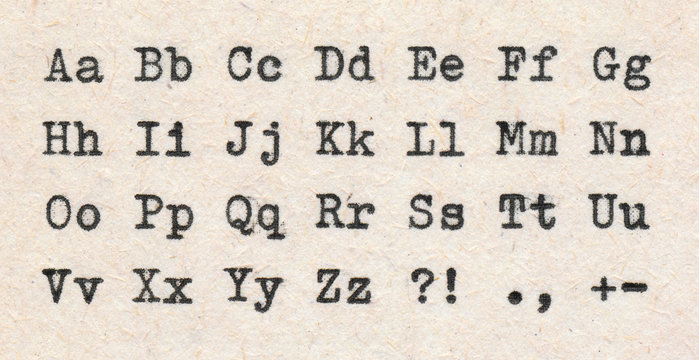 Aa Bb Cc Dd Ee Ff Gg
Hh Ii Jj Kk Ll Mm Nn
Oo Pp Qq Rr Ss Tt Uu
Vv Xx Yy Zz ?! ., +-